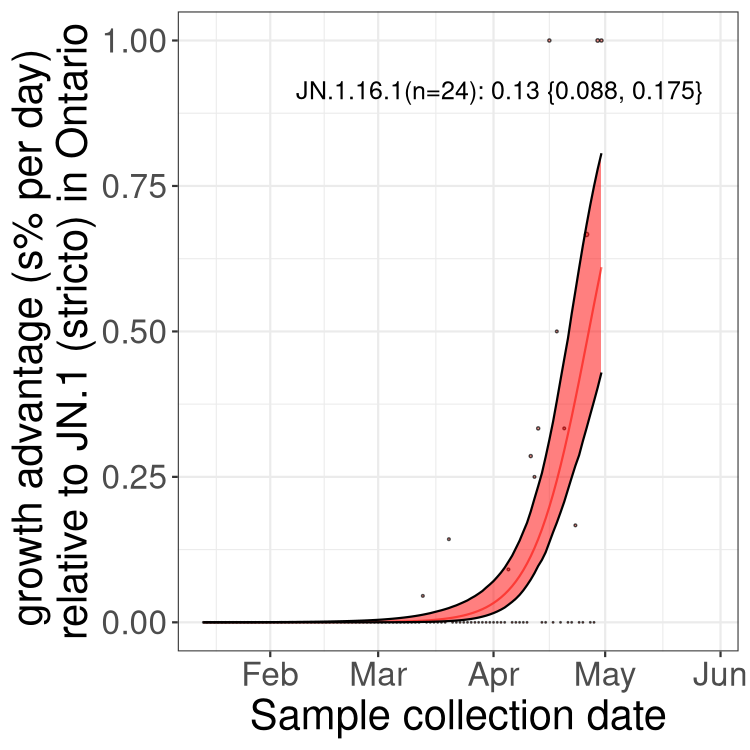 growth advantage (s% per day)
relative to JN.1 (stricto) in Ontario
1.00
JN.1.16.1(n=24): 0.13 {0.088, 0.175}
0.75
0.50
0.25
0.00
Feb Mar Apr May Jun
Sample collection date